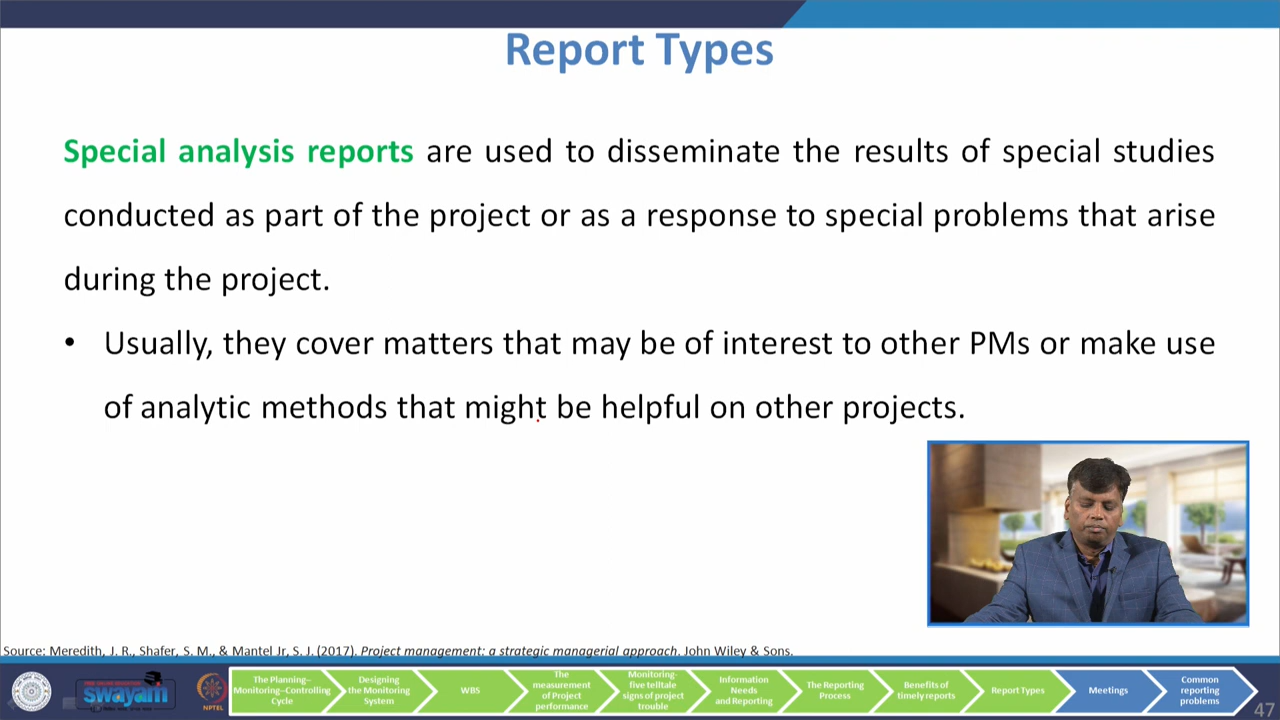 Report Types
Special analysis reports are used to disseminate the results of special studies
conducted as part of the project or as a response to special problems that arise
during the project.
• Usually, they cover matters that may be of interest to other PMs or make use
of analytic methods that might be helpful on other projects.
Source: Meredith, J. R., Shafer, S. M., & Mantel Jr, S. J. (2017). Project management: a strategic managerial approach. John Wiley & Sons.
swayam
NPTEL
The Planning–
Monitoring–Controlling
Cycle
Designing
the Monitoring
System
WBS
The
measurement
of Project
performance
Monitoring-
five telltale
signs of project
trouble
Information
Needs
and Reporting
The Reporting
Process
Benefits of
timely reports
Report Types
Meetings
Common
reporting
problems
47